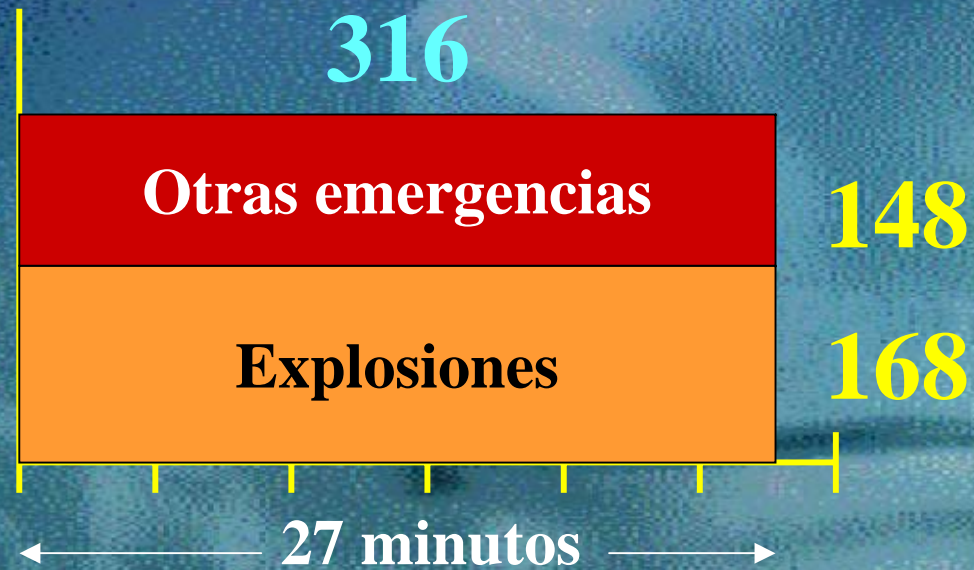 316
Otras emergencias
148
Explosiones
168
27 minutos